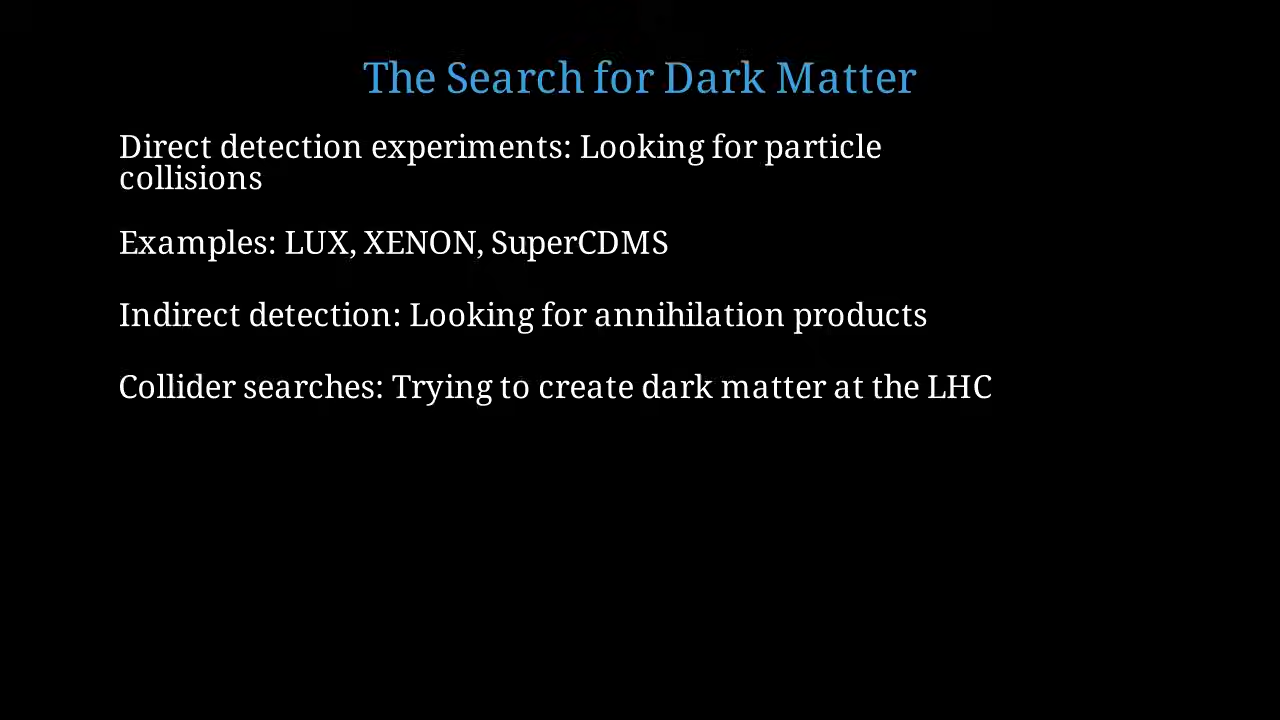 The Search for Dark Matter
Direct detection experiments: Looking for particle
collisions
Examples: LUX, XENON, SuperCDMS
Indirect detection: Looking for annihilation products
Collider searches: Trying to create dark matter at the LHC